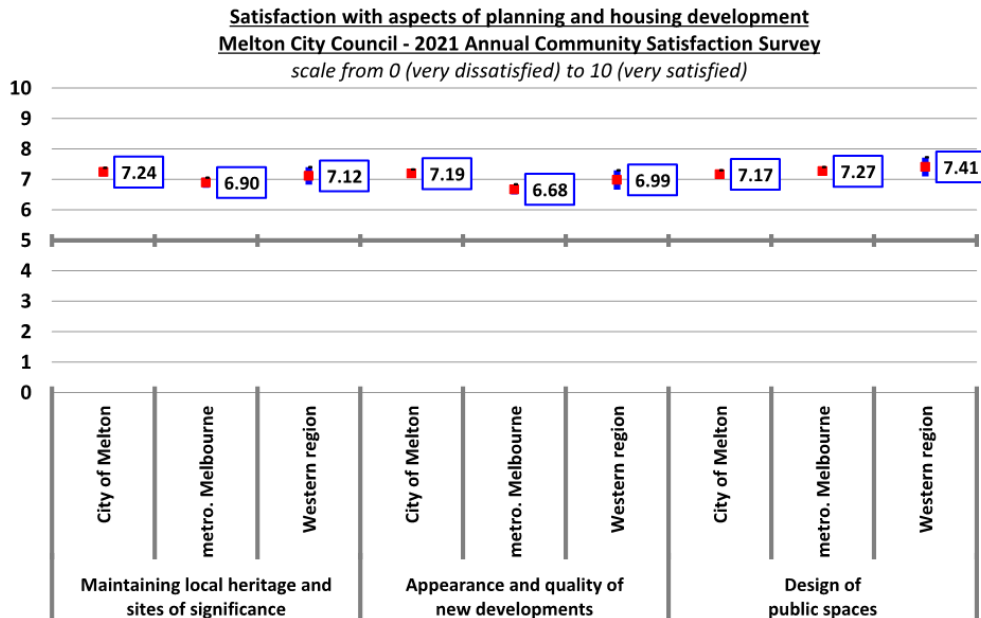 Satisfaction with aspects of planning and housing development
Melton City Council - 2021 Annual Community Satisfaction Survey
scale from 0 (very dissatisfied) to 10 (very satisfied)
10
9
8
7
6
5
4
3
2
1
0
7.24
6.90
7.12
7.19
6.68
6.99
7.17
7.27
7.41
City of Melton
metro. Melbourne
Western region
City of Melton
metro. Melbourne
Western region
City of Melton
metro. Melbourne
Western region
Maintaining local heritage and
sites of significance
Appearance and quality of
new developments
Design of
public spaces